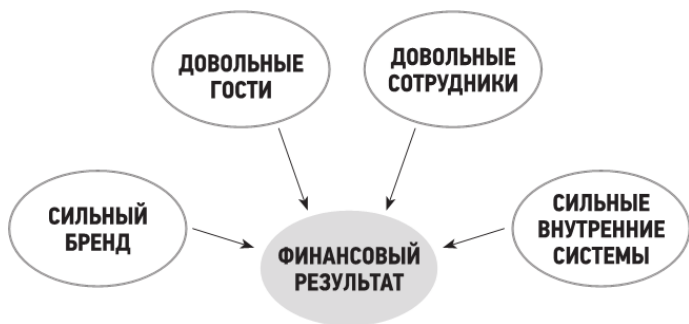 ДОВОЛЬНЫЕ
ГОСТИ
ДОВОЛЬНЫЕ
СОТРУДНИКИ
СИЛЬНЫЙ
БРЕНД
ФИНАНСОВЫЙ
РЕЗУЛЬТАТ
СИЛЬНЫЕ
ВНУТРЕННИЕ
СИСТЕМЫ